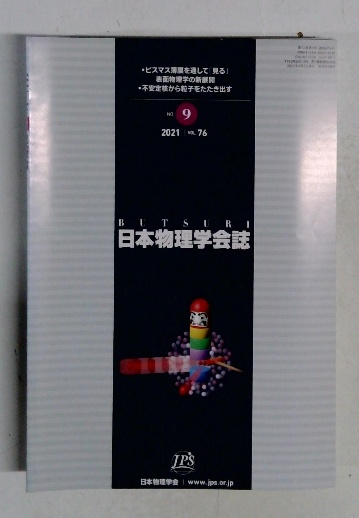 ・ビスマス薄膜を通して「見る」
表面物理学の新展開
・不安定核から粒子をたたき出す
NO 9
2021 | VOL. 76
BUTSURI
日本物理学会誌
JPS
日本物理学会 | www.jps.or.jp